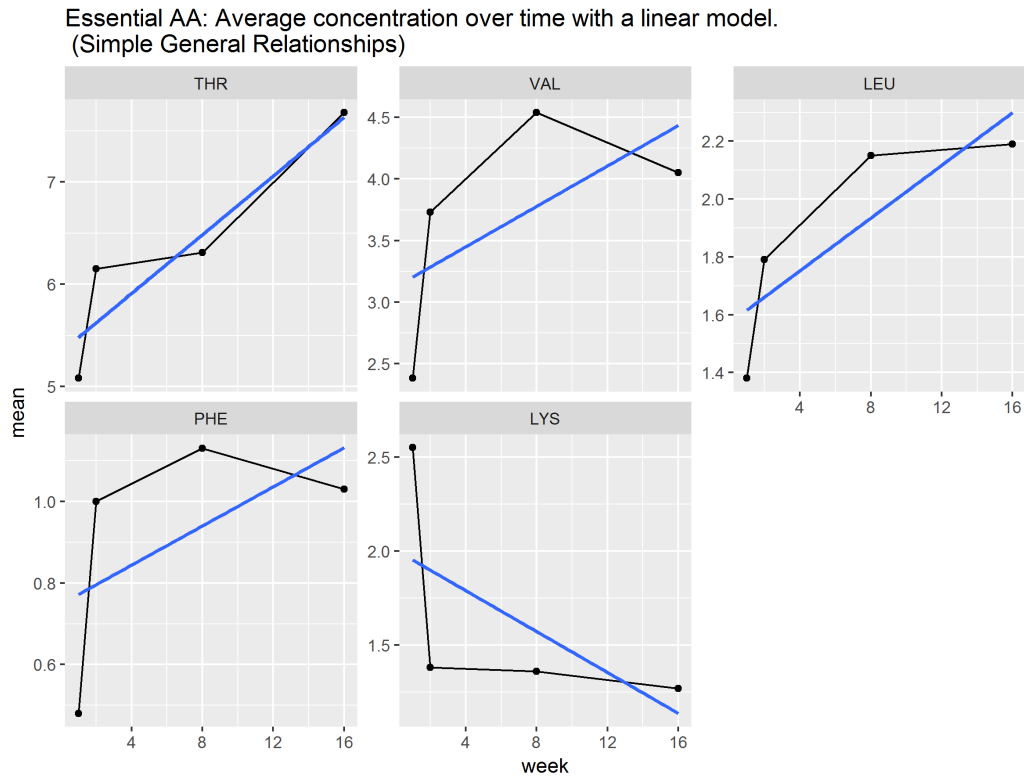 Essential AA: Average concentration over time with a linear model.
(Simple General Relationships)
THR
VAL
LEU
7
6
5
4.5
4.0
3.5
3.0
2.5
2.2
2.0
1.8
1.6
1.4
4 8 12 16
mean
PHE
LYS
1.0
0.8
0.6
2.5
2.0
1.5
4 8 12 16
4 8 12 16
week